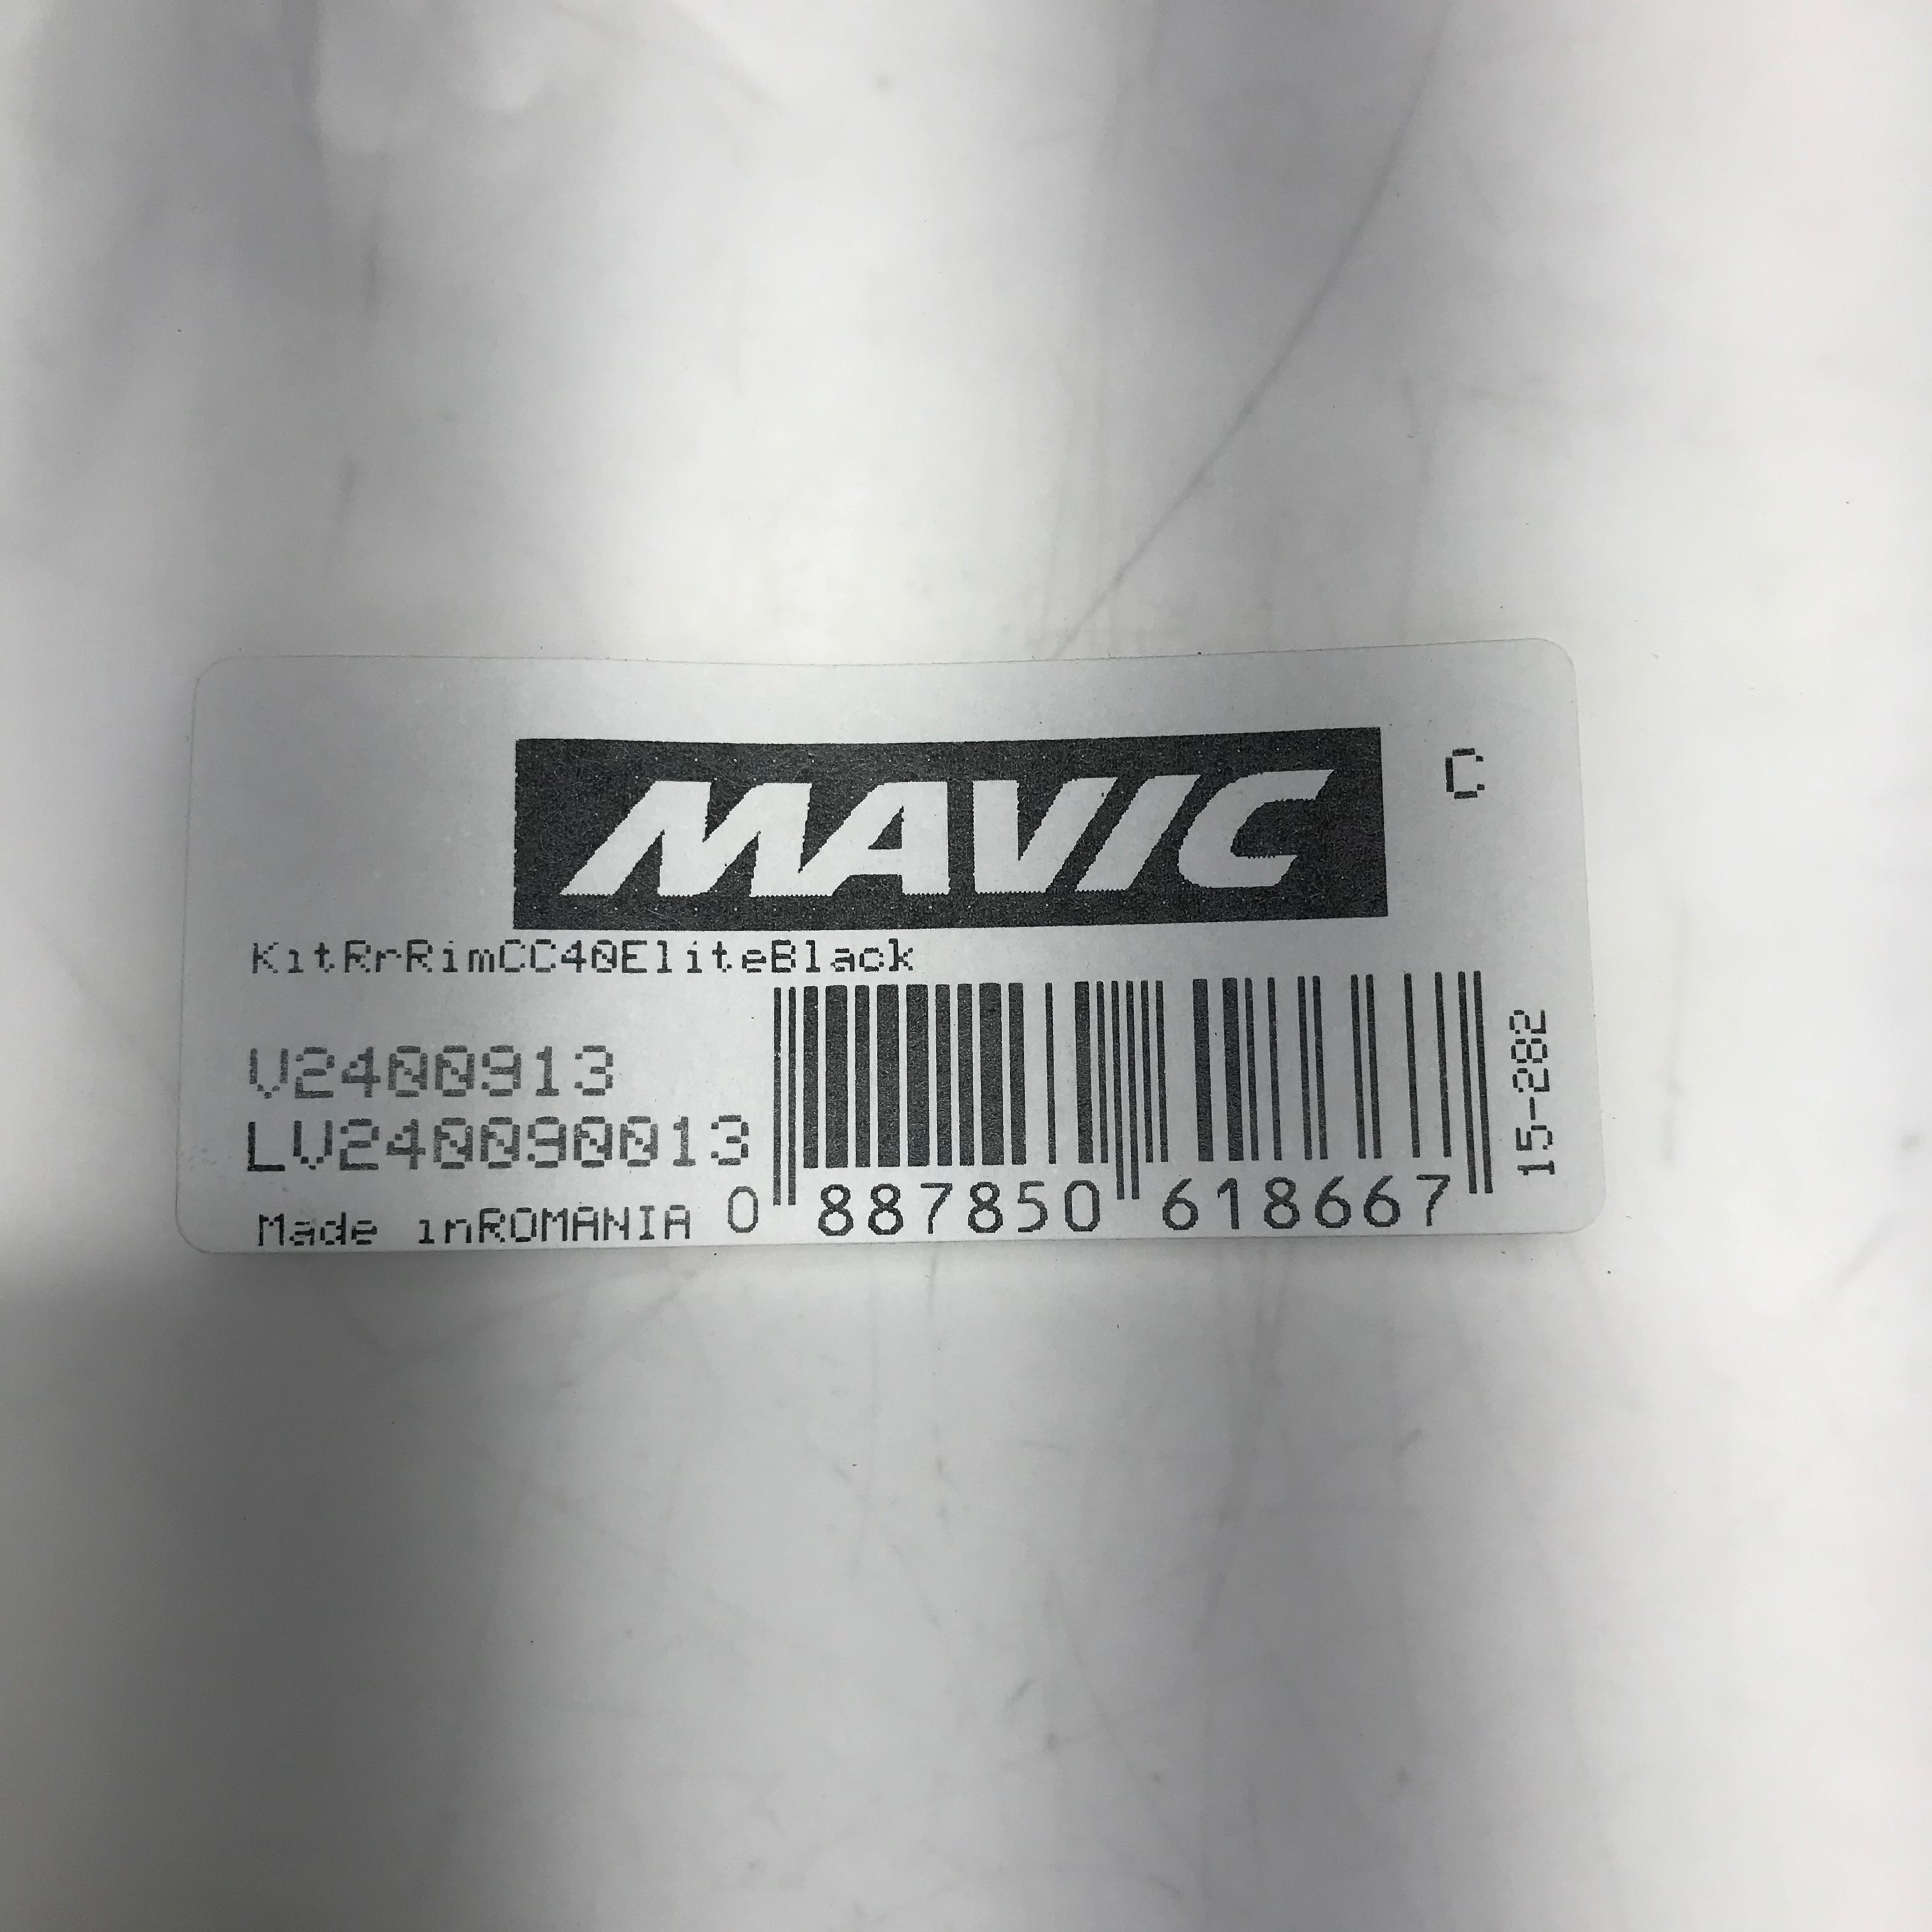 MAVIC
C
KitRrRimCC40EliteBlack
V2400913
LV240090013
Made inROMANIA
0 887850 618667
15-282